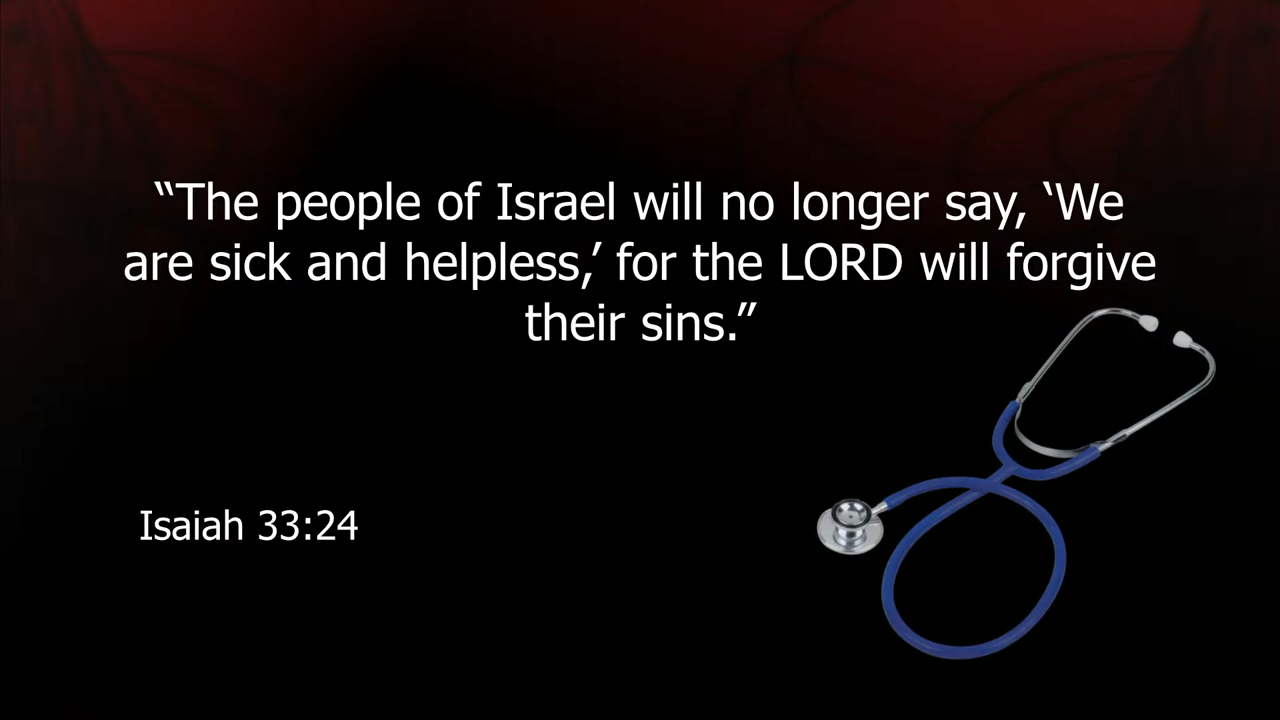 “The people of Israel will no longer say, ‘We
are sick and helpless,’ for the LORD will forgive
their sins.”
Isaiah 33:24